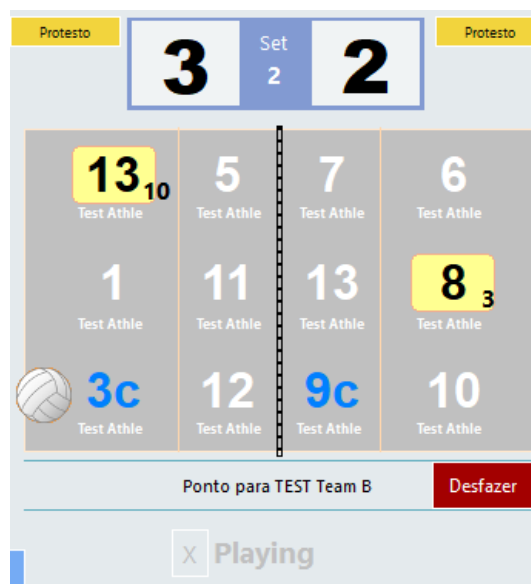 Protesto
Protesto
3 Set 2
2
13 10 5 7 6
Test Athle Test Athle Test Athle Test Athle
1 11 13 8 3
Test Athle Test Athle Test Athle Test Athle
3c 12 9c 10
Test Athle Test Athle Test Athle Test Athle
Ponto para TEST Team B Desfazer
X Playing